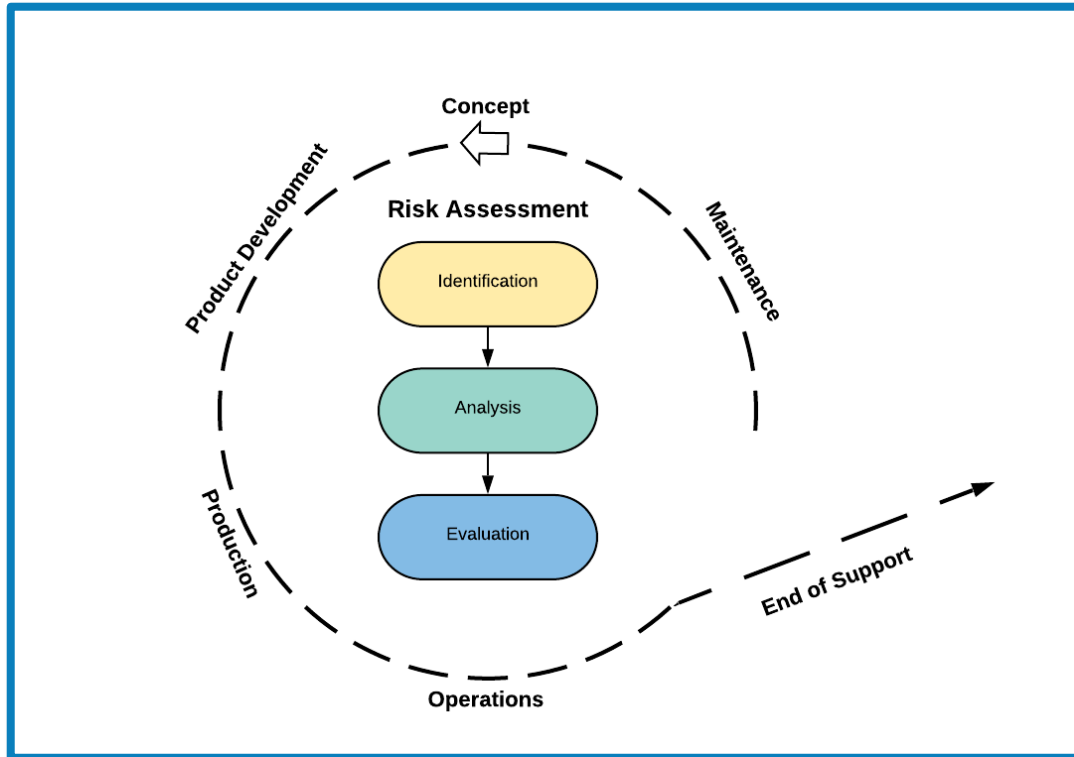 Concept
Product Development
Risk Assessment
Maintenance
Identification
Analysis
Evaluation
Production
End of Support
Operations